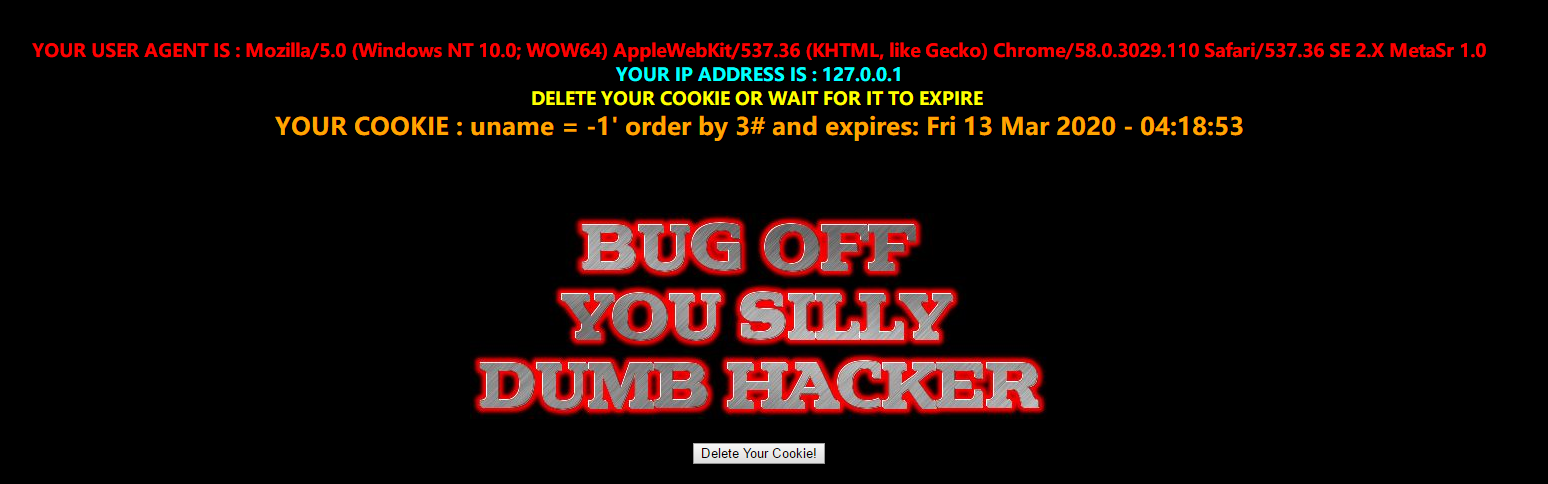 YOUR USER AGENT IS : Mozilla/5.0 (Windows NT 10.0; WOW64) AppleWebKit/537.36 (KHTML, like Gecko) Chrome/58.0.3029.110 Safari/537.36 SE 2.X MetaSr 1.0
YOUR IP ADDRESS IS : 127.0.0.1
DELETE YOUR COOKIE OR WAIT FOR IT TO EXPIRE
YOUR COOKIE : uname = -1' order by 3# and expires: Fri 13 Mar 2020 - 04:18:53
BUG OFF
YOU SILLY
DUMB HACKER
Delete Your Cookie!